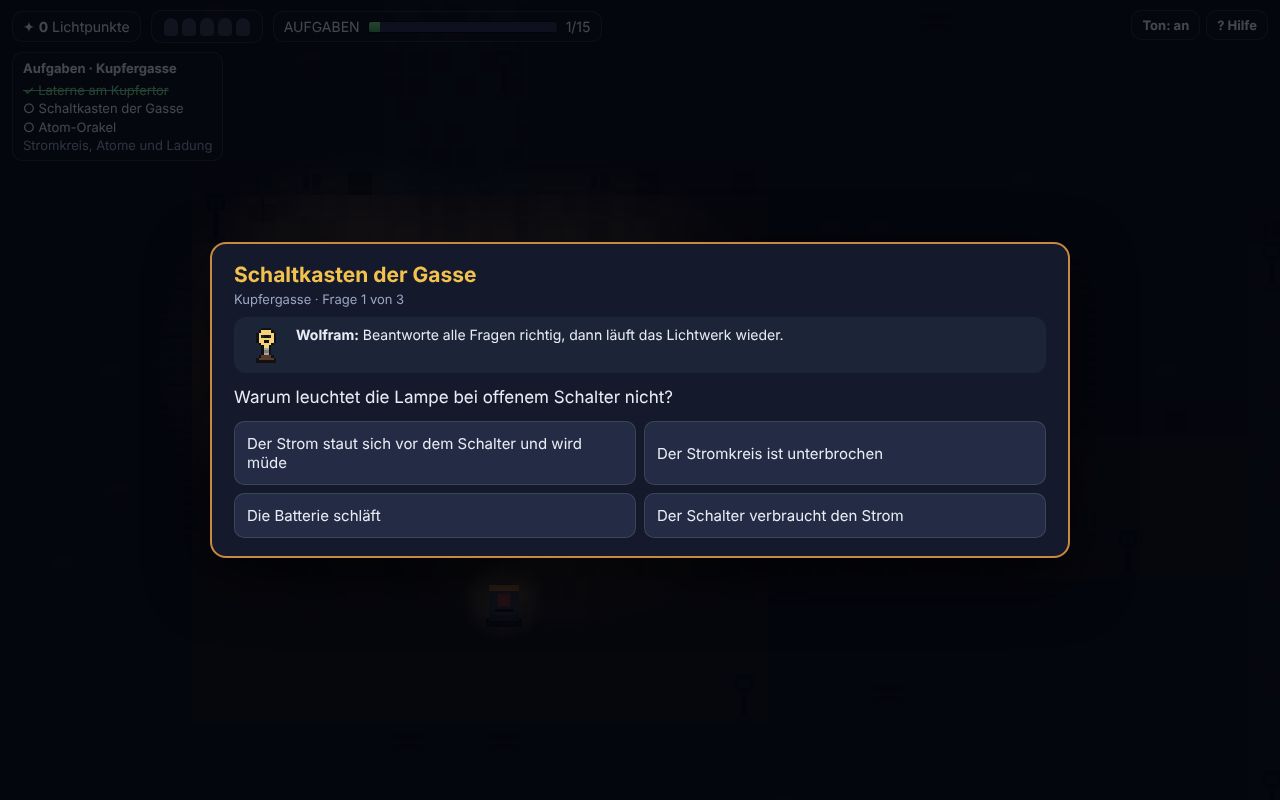 ✦ 0 Lichtpunkte
AUFGABEN 1/15
Ton: an
? Hilfe
Aufgaben · Kupfergasse
✓ Laterne am Kupfertor
○ Schaltkasten der Gasse
○ Atom-Orakel
Stromkreis, Atome und Ladung
Schaltkasten der Gasse
Kupfergasse · Frage 1 von 3
Wolfram: Beantworte alle Fragen richtig, dann läuft das Lichtwerk wieder.
Warum leuchtet die Lampe bei offenem Schalter nicht?
Der Strom staut sich vor dem Schalter und wird
müde
Der Stromkreis ist unterbrochen
Die Batterie schläft
Der Schalter verbraucht den Strom